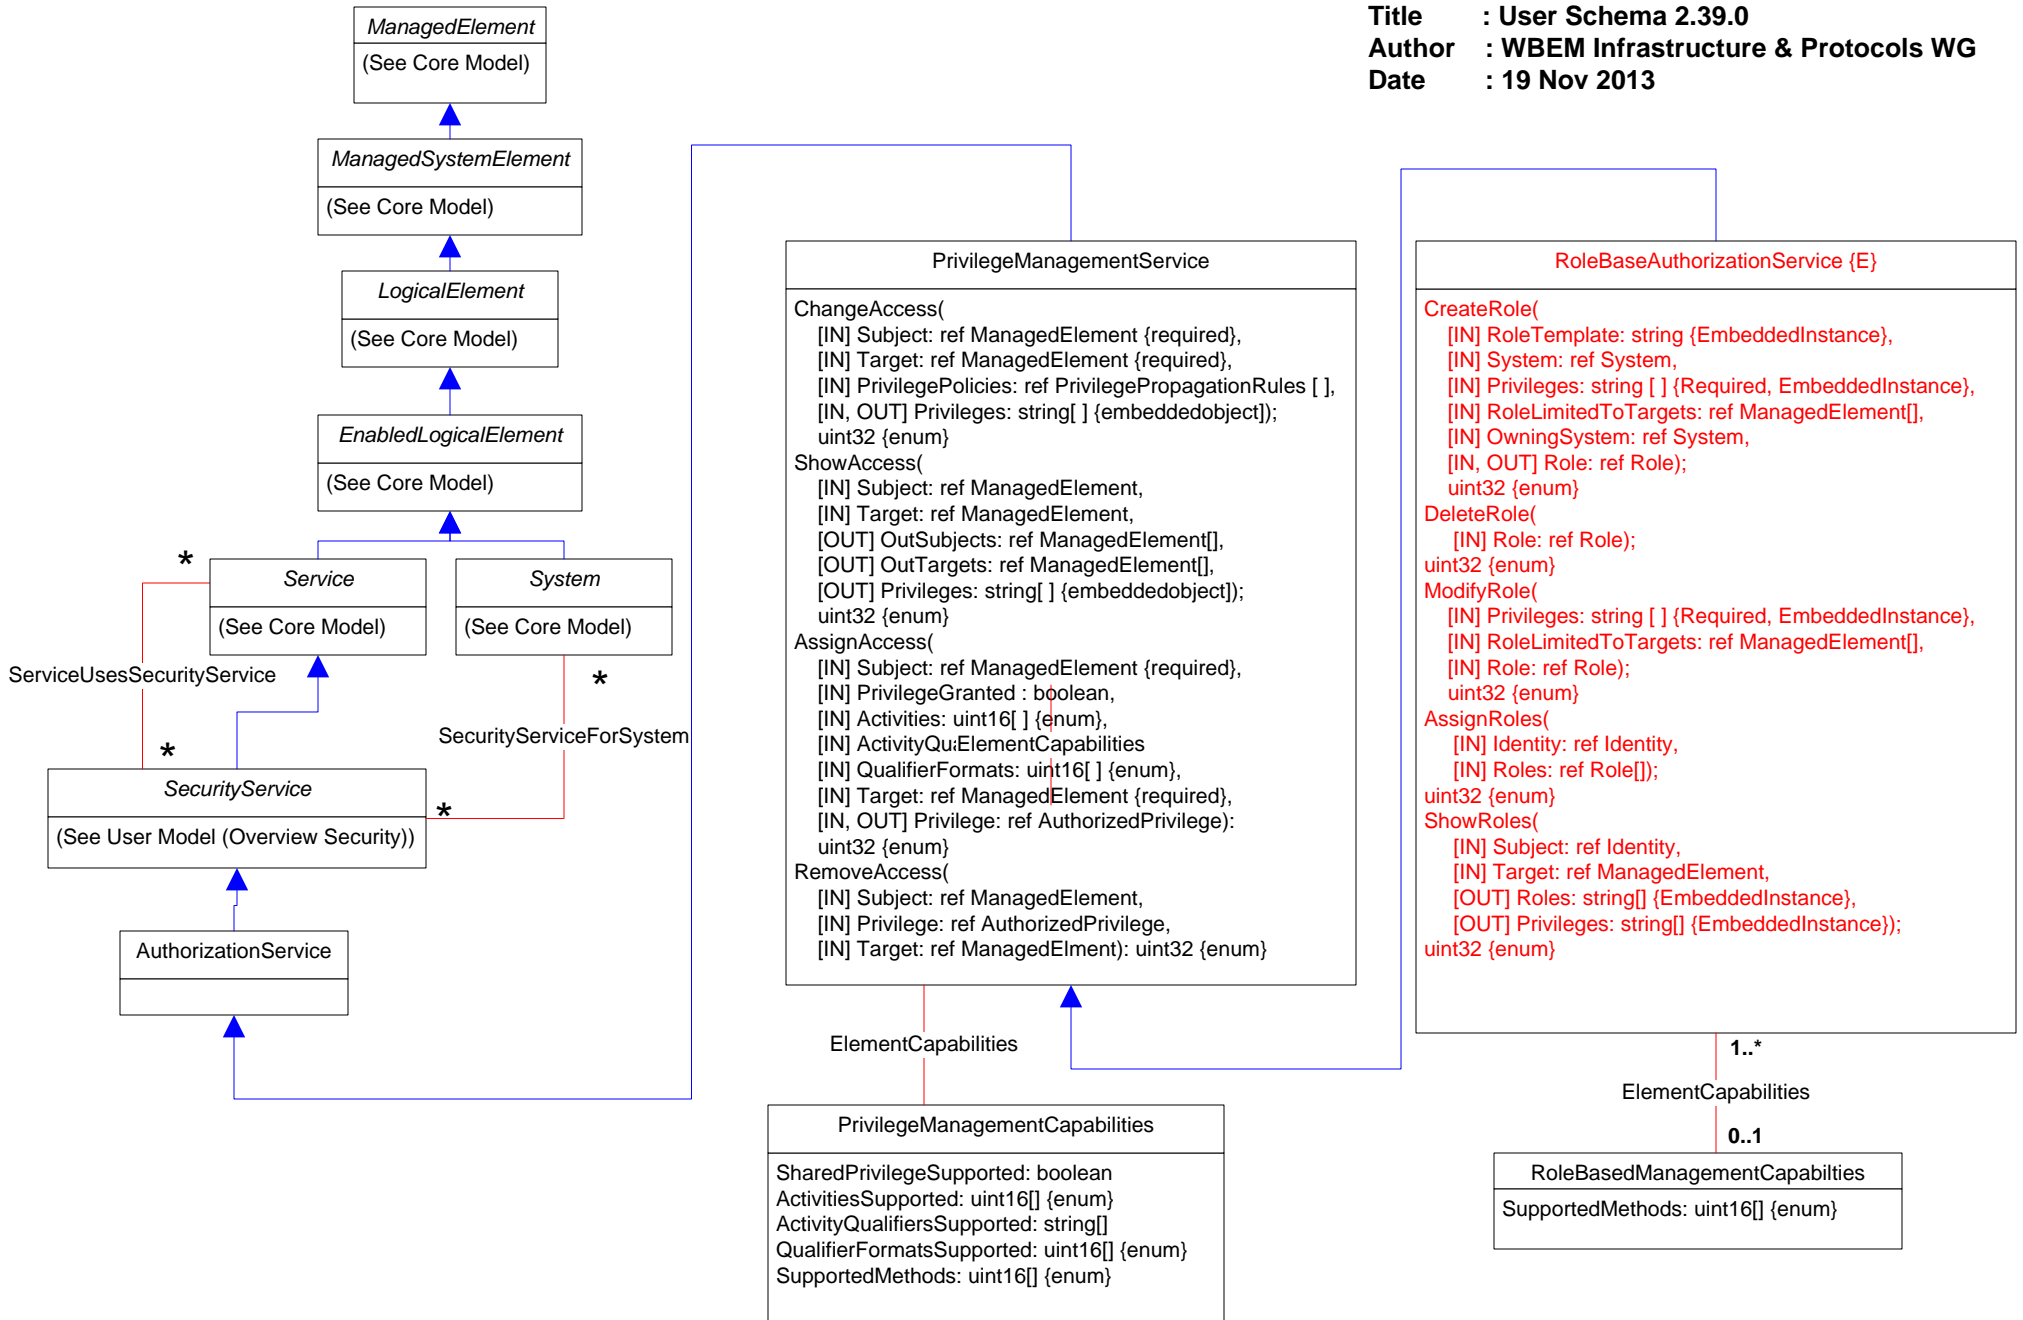 Title : User Schema 2.39.0
Author : WBEM Infrastructure & Protocols WG
Date : 19 Nov 2013
ManagedElement
(See Core Model)
ManagedSystemElement
(See Core Model)
LogicalElement
(See Core Model)
EnabledLogicalElement
(See Core Model)
*
Service
(See Core Model)
System
(See Core Model)
ServiceUsesSecurityService
*
*
SecurityServiceForSystem
*
SecurityService
(See User Model (Overview Security))
AuthorizationService
PrivilegeManagementService
ChangeAccess(
[IN] Subject: ref ManagedElement {required},
[IN] Target: ref ManagedElement {required},
[IN] PrivilegePolicies: ref PrivilegePropagationRules [ ],
[IN, OUT] Privileges: string[ ] {embeddedobject]);
uint32 {enum}
ShowAccess(
[IN] Subject: ref ManagedElement,
[IN] Target: ref ManagedElement,
[OUT] OutSubjects: ref ManagedElement[],
[OUT] OutTargets: ref ManagedElement[],
[OUT] Privileges: string[ ] {embeddedobject]);
uint32 {enum}
AssignAccess(
[IN] Subject: ref ManagedElement {required},
[IN] PrivilegeGranted : boolean,
[IN] Activities: uint16[ ] {enum},
[IN] ElementCapabilities
[IN] QualifierFormats: uint16[ ] {enum},
[IN] Target: ref ManagedElement {required},
[IN, OUT] Privilege: ref AuthorizedPrivilege):
uint32 {enum}
RemoveAccess(
[IN] Subject: ref ManagedElement,
[IN] Privilege: ref AuthorizedPrivilege,
[IN] Target: ref ManagedElment): uint32 {enum}
ElementCapabilities
PrivilegeManagementCapabilities
SharedPrivilegeSupported: boolean
ActivitiesSupported: uint16[] {enum}
ActivityQualifiersSupported: string[]
QualifierFormatsSupported: uint16[] {enum}
SupportedMethods: uint16[] {enum}
RoleBaseAuthorizationService {E}
CreateRole(
[IN] RoleTemplate: string {EmbeddedInstance},
[IN] System: ref System,
[IN] Privileges: string [ ] {Required, EmbeddedInstance},
[IN] RoleLimitedToTargets: ref ManagedElement[],
[IN] OwningSystem: ref System,
[IN, OUT] Role: ref Role);
uint32 {enum}
DeleteRole(
[IN] Role: ref Role);
uint32 {enum}
ModifyRole(
[IN] Privileges: string [ ] {Required, EmbeddedInstance},
[IN] RoleLimitedToTargets: ref ManagedElement[],
[IN] Role: ref Role);
uint32 {enum}
AssignRoles(
[IN] Identity: ref Identity,
[IN] Roles: ref Role[]);
uint32 {enum}
ShowRoles(
[IN] Subject: ref Identity,
[IN] Target: ref ManagedElement,
[OUT] Roles: string[] {EmbeddedInstance},
[OUT] Privileges: string[] {EmbeddedInstance});
uint32 {enum}
1..*
ElementCapabilities
0..1
RoleBasedManagementCapabilties
SupportedMethods: uint16[] {enum}